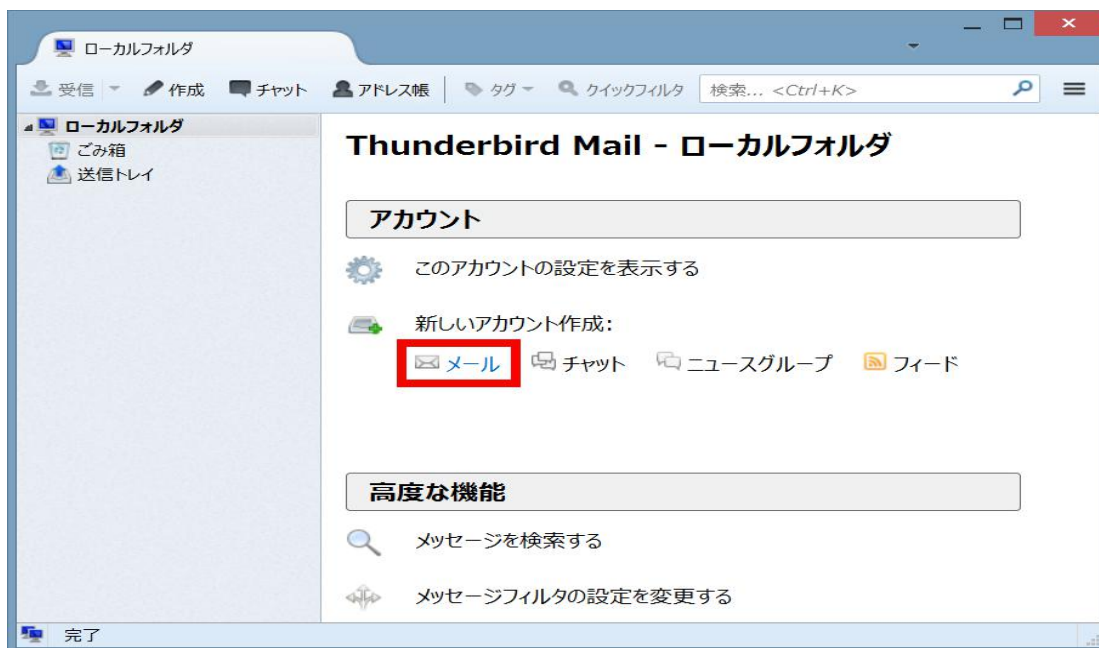 ローカルフォルダ
受信 作成 チャット アドレス帳 タグ クイックフィルタ 検索... <Ctrl+K>
ローカルフォルダ
ごみ箱
送信トレイ
Thunderbird Mail - ローカルフォルダ
アカウント
このアカウントの設定を表示する
新しいアカウント作成:
メール チャット ニュースグループ フィード
高度な機能
メッセージを検索する
メッセージフィルタの設定を変更する
完了